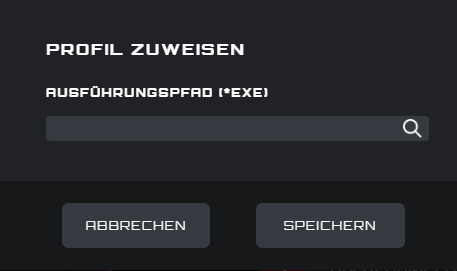 PROFIL ZUWEISEN
AUSFÜHRUNGSPFAD (*EXE)
ABBRECHEN
SPEICHERN